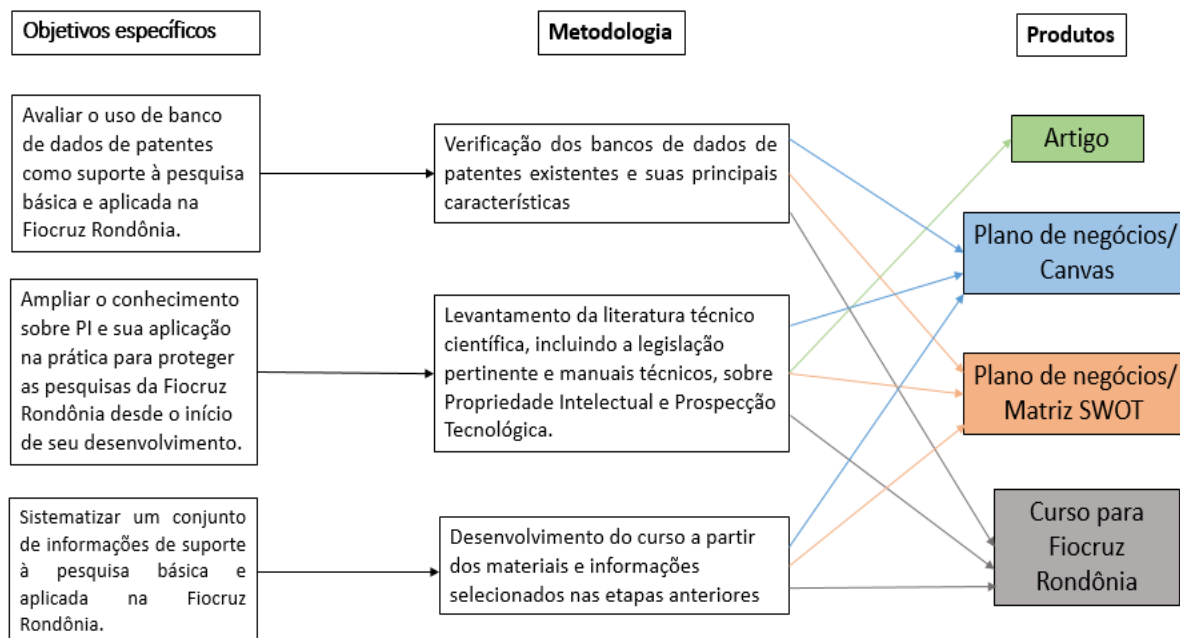 Objetivos específicos
Metodologia
Produtos
Avaliar o uso de banco
de dados de patentes
como suporte à pesquisa
básica e aplicada na
Fiocruz Rondônia.
Verificação dos bancos de dados de
patentes existentes e suas principais
características
Artigo
Plano de negócios/
Canvas
Ampliar o conhecimento
sobre PI e sua aplicação
na prática para proteger
as pesquisas da Fiocruz
Rondônia desde o início
de seu desenvolvimento.
Levantamento da literatura técnico
científica, incluindo a legislação
pertinente e manuais técnicos, sobre
Propriedade Intelectual e Prospecção
Tecnológica.
Plano de negócios/
Matriz SWOT
Sistematizar um conjunto
de informações de suporte
à pesquisa básica e
aplicada na Fiocruz
Rondônia.
Desenvolvimento do curso a partir
dos materiais e informações
selecionados nas etapas anteriores
Curso para
Fiocruz
Rondônia